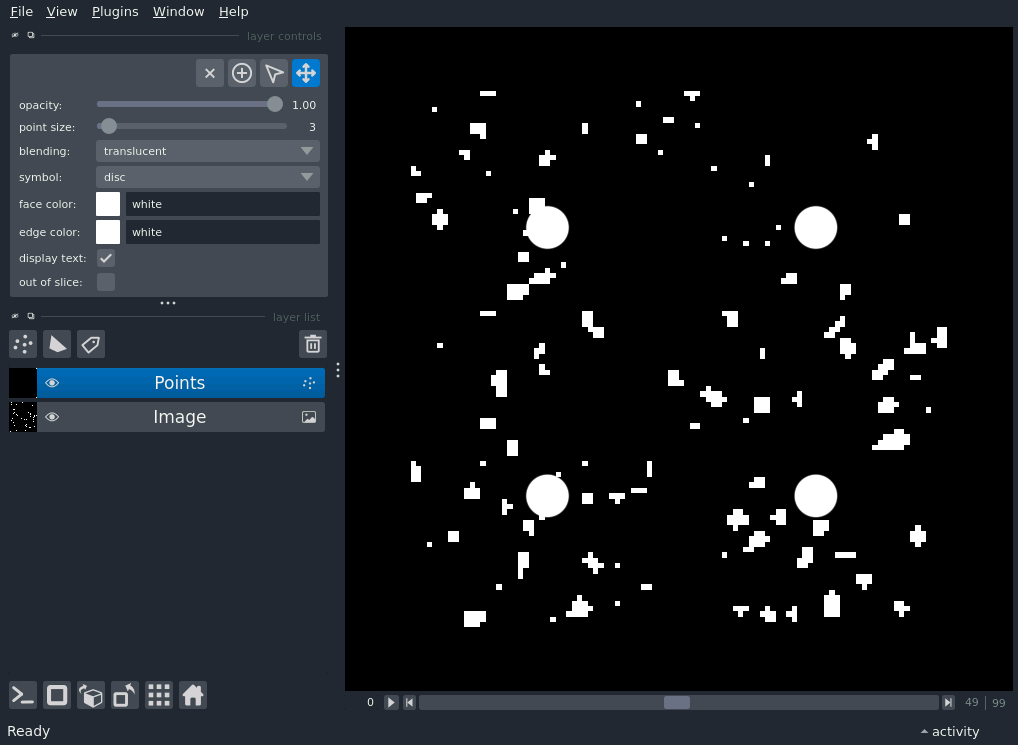 File View Plugins Window Help
layer controls
opacity: 1.00
point size: 3
blending: translucent
symbol: disc
face color: white
edge color: white
display text:
out of slice:
layer list
Points
Image
0 49 | 99
Ready activity